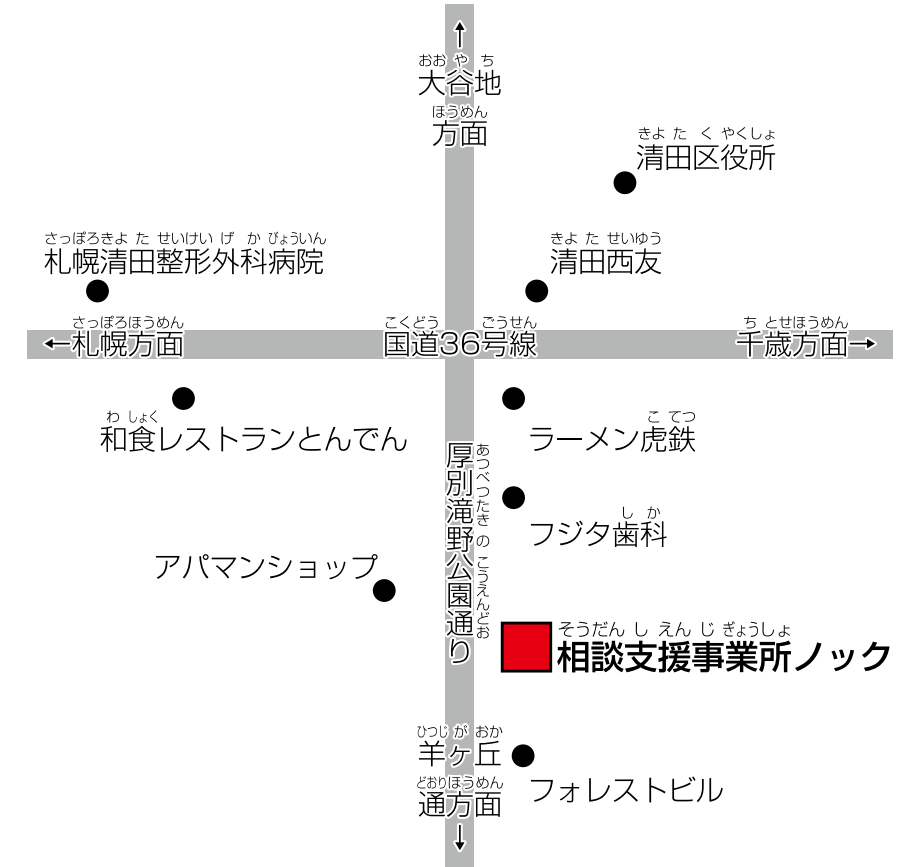 おおやち
大谷地
ほうめん
方面
きよたくやくしょ
清田区役所
さっぽろきよたせいけいげかびょういん
札幌清田整形外科病院
きよたせいゆう
清田西友
さっぽろほうめん
←札幌方面
こくどう ごうせん
国道36号線
ちとせほうめん
千歳方面→
わしょく
和食レストランとんでん
こてつ
ラーメン虎鉄
あつべつたきのこうえんどお
厚別滝野公園通り
しか
フジタ歯科
アパマンショップ
そうだんしえんじぎょうしょ
相談支援事業所ノック
ひつじがおか
羊ヶ丘
どおりほうめん
通方面
フォレストビル